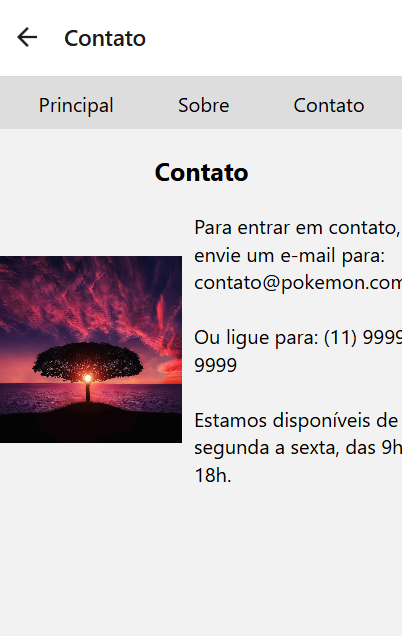 Contato
Principal Sobre Contato
Contato
Para entrar em contato,
envie um e-mail para:
contato@pokemon.com
Ou ligue para: (11) 9999
9999
Estamos disponíveis de
segunda a sexta, das 9h
18h.